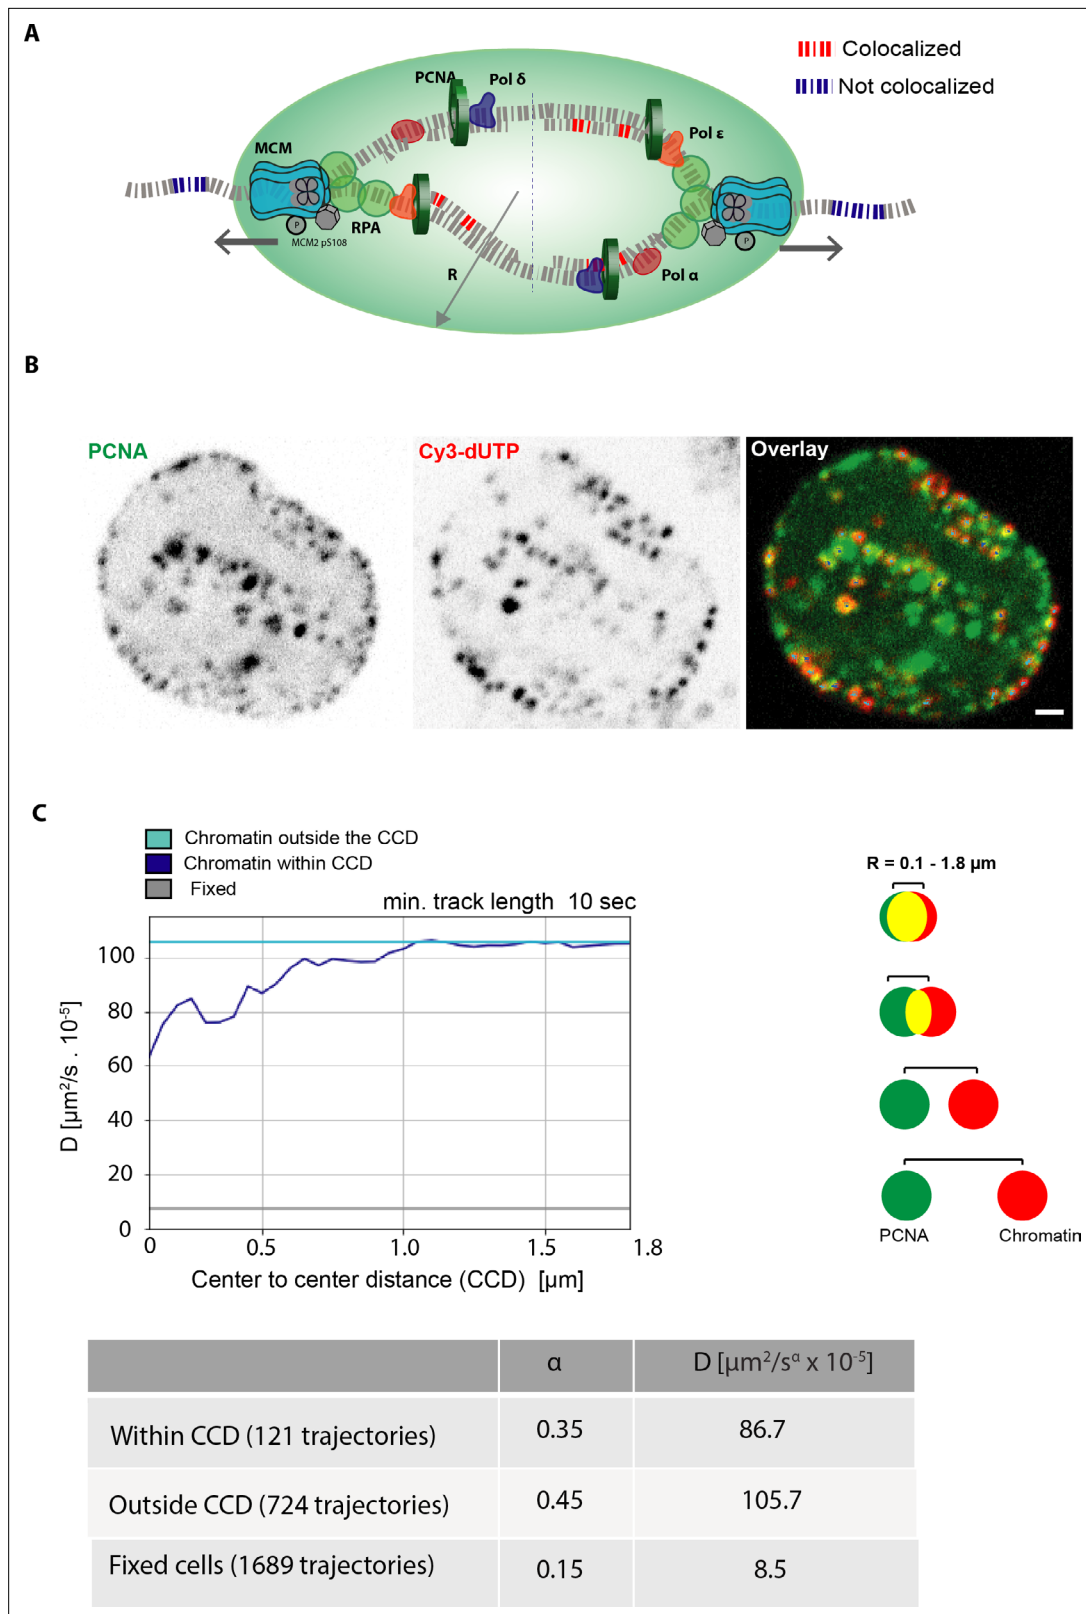 A
Colocalized
Not colocalized
PCNA
Pol δ
Pol ε
MCM
RPA
P
MCM2 pS108
P
R
Pol α
B
PCNA
Cy3-dUTP
Overlay
C
Chromatin outside the CCD
Chromatin within CCD
Fixed
min. track length 10 sec
D [µm²/s . 10⁻⁵]
100
80
60
40
20
0
0 0.5 1.0 1.5 1.8
Center to center distance (CCD) [µm]
R = 0.1 - 1.8 µm
PCNA Chromatin
α D [µm²/sᵅ x 10⁻⁵]
Within CCD (121 trajectories) 0.35 86.7
Outside CCD (724 trajectories) 0.45 105.7
Fixed cells (1689 trajectories) 0.15 8.5